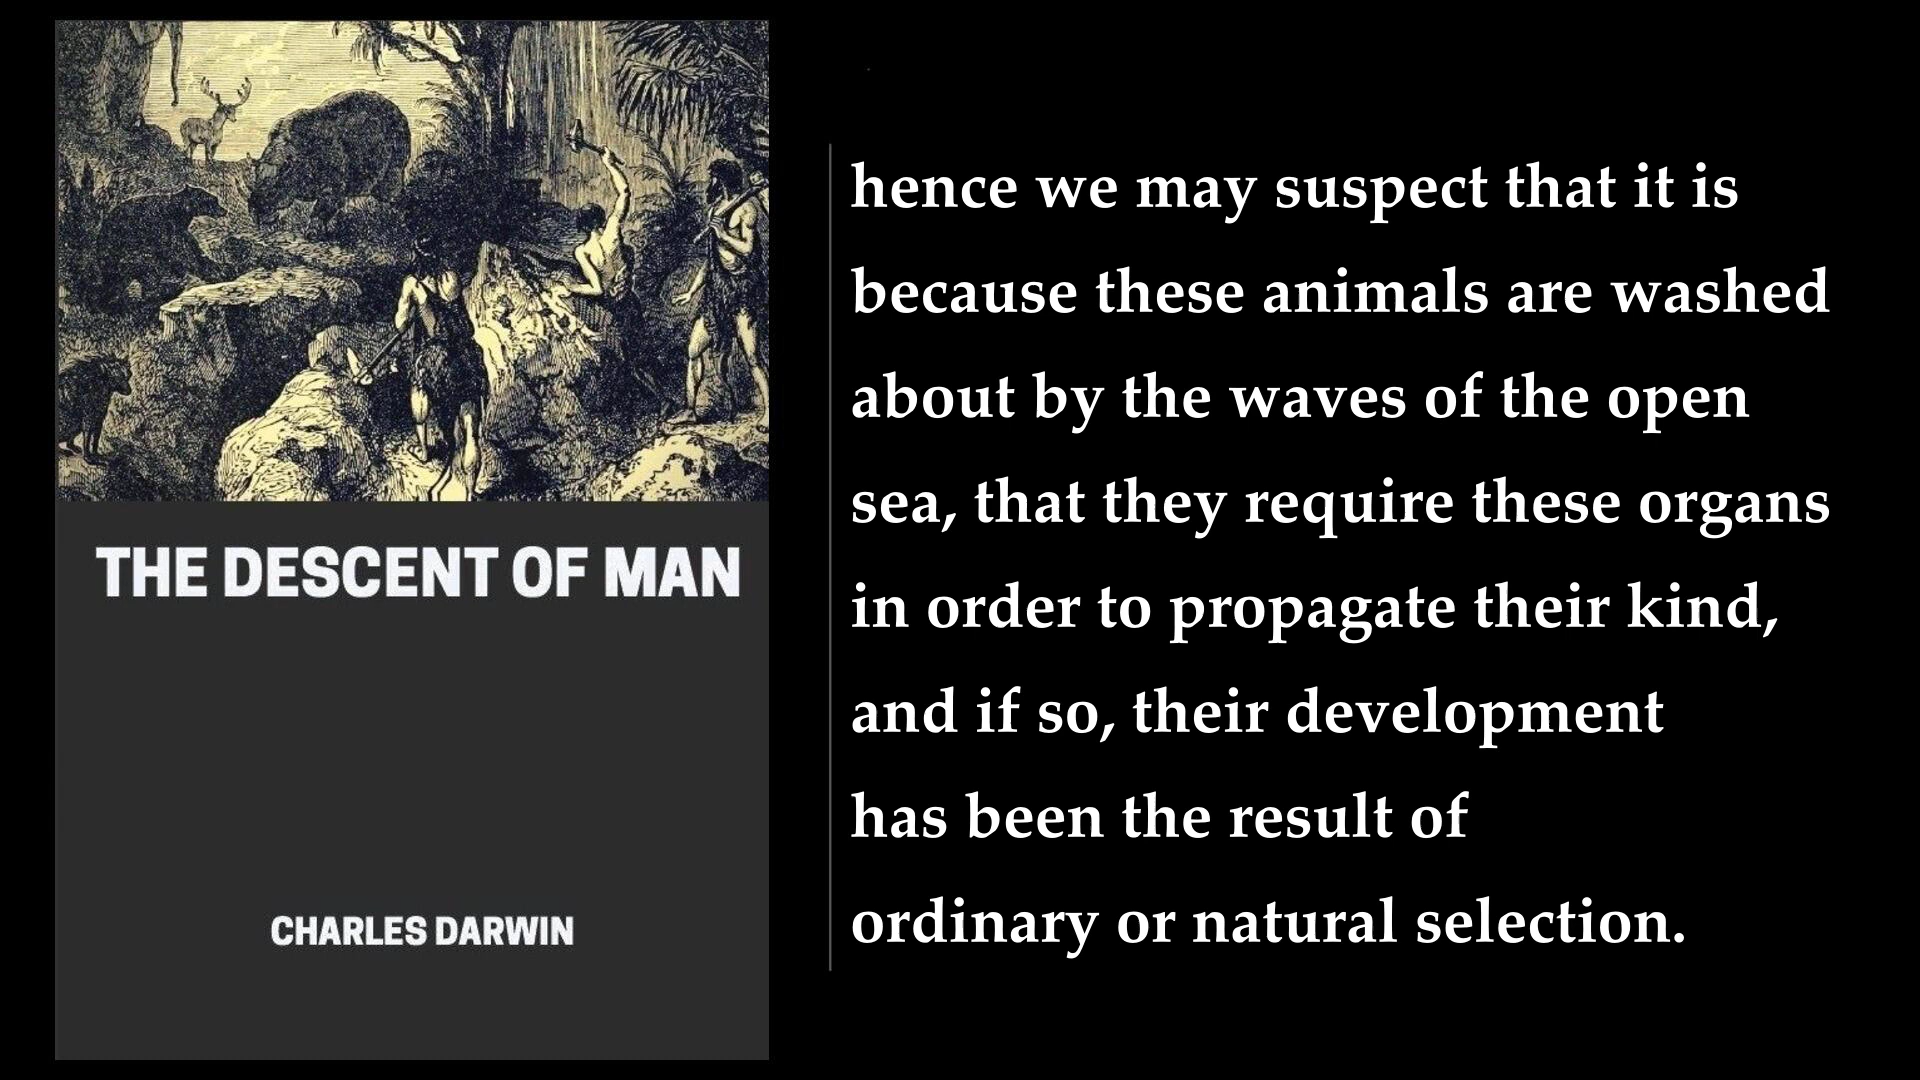 THE DESCENT OF MAN
CHARLES DARWIN
hence we may suspect that it is
because these animals are washed
about by the waves of the open
sea, that they require these organs
in order to propagate their kind,
and if so, their development
has been the result of
ordinary or natural selection.